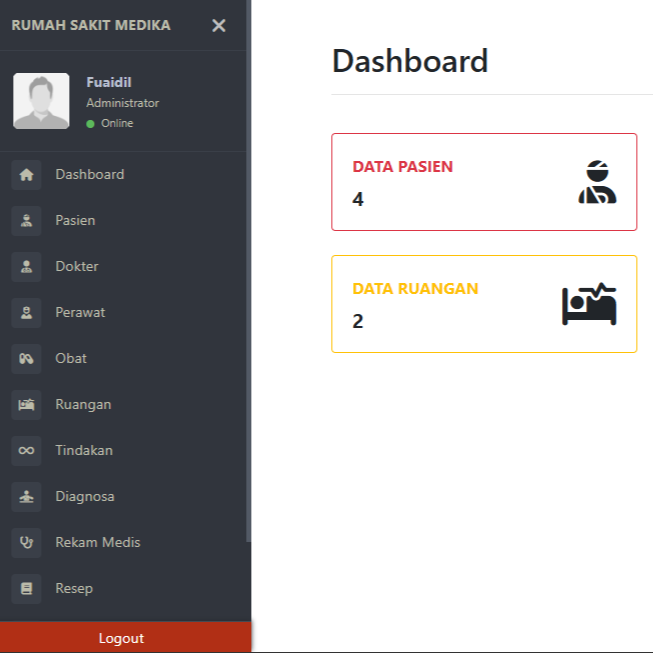 RUMAH SAKIT MEDIKA
Fuaidil
Administrator
Online
Dashboard
Pasien
Dokter
Perawat
Obat
Ruangan
Tindakan
Diagnosa
Rekam Medis
Resep
Logout
Dashboard
DATA PASIEN
4
DATA RUANGAN
2